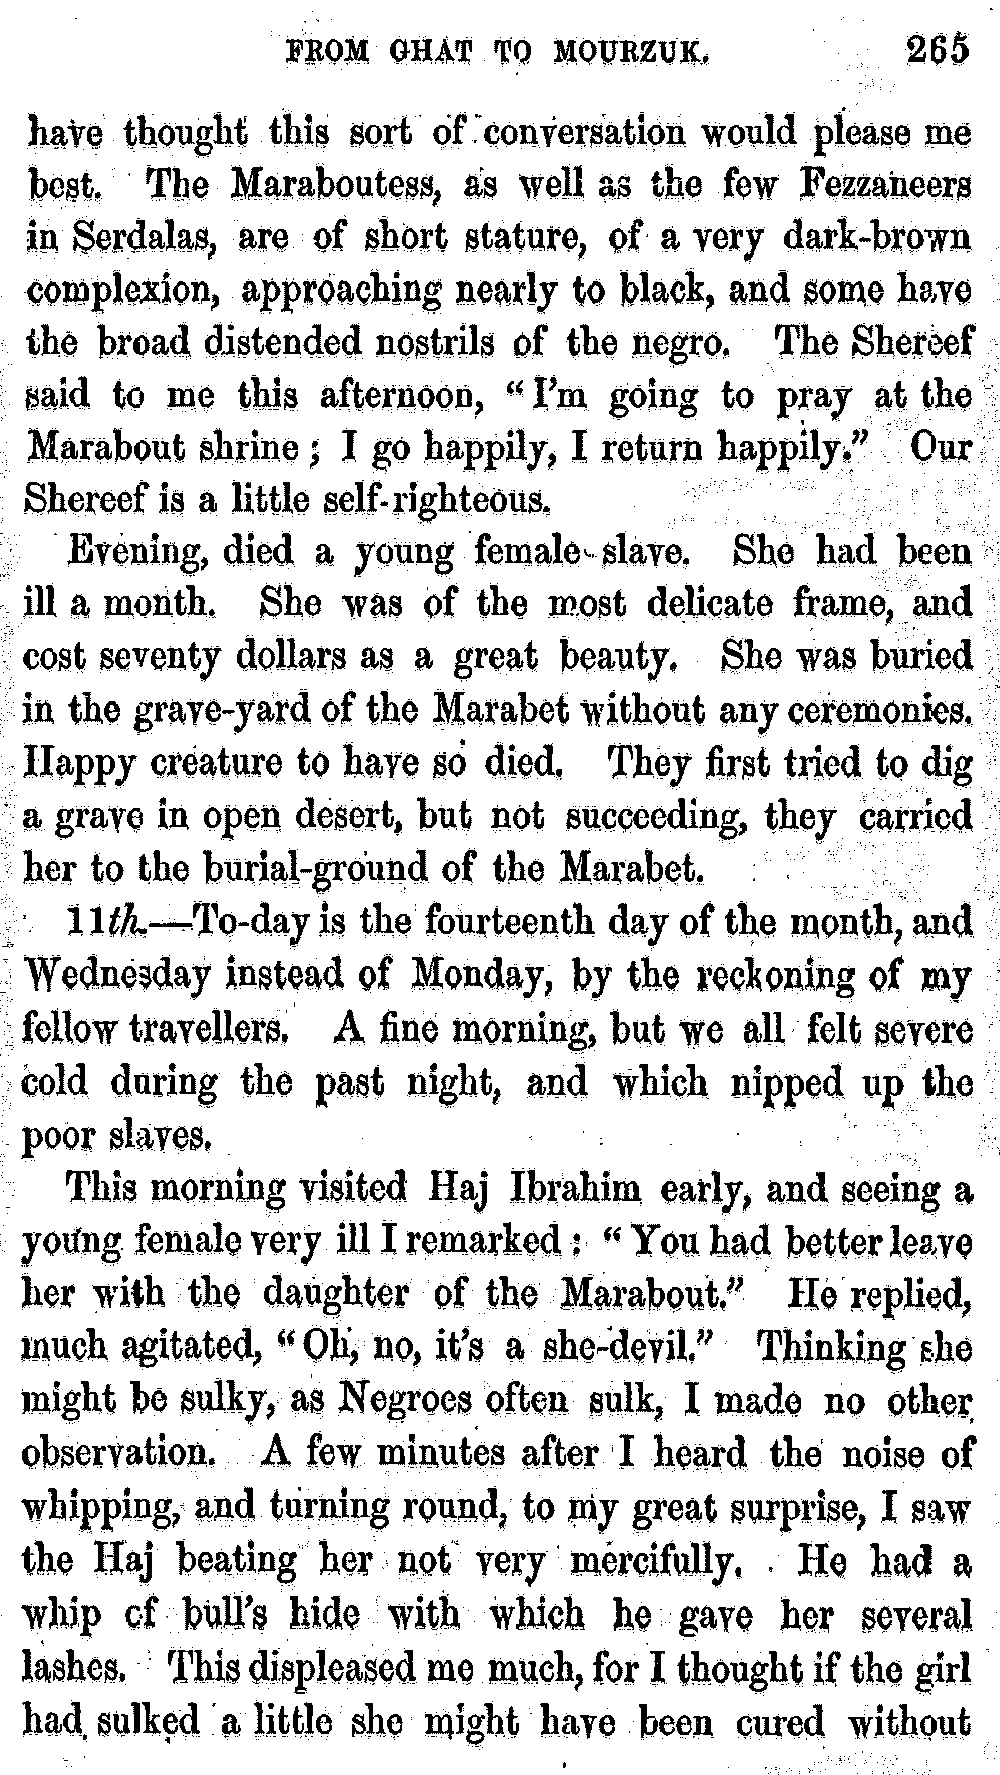 FROM GHAT TO MOURZUK. 265
have thought this sort of conversation would please me
best. The Maraboutess, as well as the few Fezzaneers
in Serdalas, are of short stature, of a very dark-brown
complexion, approaching nearly to black, and some have
the broad distended nostrils of the negro. The Shereef
said to me this afternoon, "I'm going to pray at the
Marabout shrine; I go happily, I return happily." Our
Shereef is a little self-righteous.
Evening, died a young female slave. She had been
ill a month. She was of the most delicate frame, and
cost seventy dollars as a great beauty. She was buried
in the grave-yard of the Marabet without any ceremonies.
Happy creature to have so died. They first tried to dig
a grave in open desert, but not succeeding, they carried
her to the burial-ground of the Marabet.
11th.—To-day is the fourteenth day of the month, and
Wednesday instead of Monday, by the reckoning of my
fellow travellers. A fine morning, but we all felt severe
cold during the past night, and which nipped up the
poor slaves.
This morning visited Haj Ibrahim early, and seeing a
young female very ill I remarked: "You had better leave
her with the daughter of the Marabout." He replied,
much agitated, "Oh, no, it's a she-devil." Thinking she
might be sulky, as Negroes often sulk, I made no other
observation. A few minutes after I heard the noise of
whipping, and turning round, to my great surprise, I saw
the Haj beating her not very mercifully. He had a
whip of bull's hide with which he gave her several
lashes. This displeased me much, for I thought if the girl
had sulked a little she might have been cured without